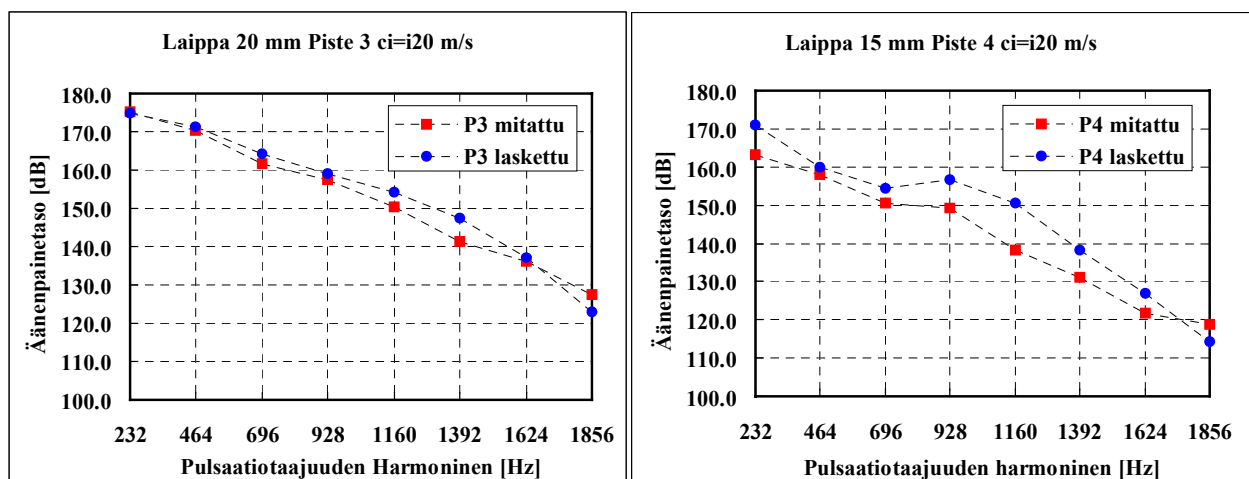 Laippa 20 mm Piste 3 ci=i20 m/s
180.0
170.0
160.0
150.0
140.0
130.0
120.0
110.0
100.0
Äänenpainetaso [dB]
P3 mitattu
P3 laskettu
232 464 696 928 1160 1392 1624 1856
Pulsaatiotaajuuden Harmoninen [Hz]
Laippa 15 mm Piste 4 ci=i20 m/s
180.0
170.0
160.0
150.0
140.0
130.0
120.0
110.0
100.0
Äänenpainetaso [dB]
P4 mitattu
P4 laskettu
232 464 696 928 1160 1392 1624 1856
Pulsaatiotaajuuden harmoninen [Hz]